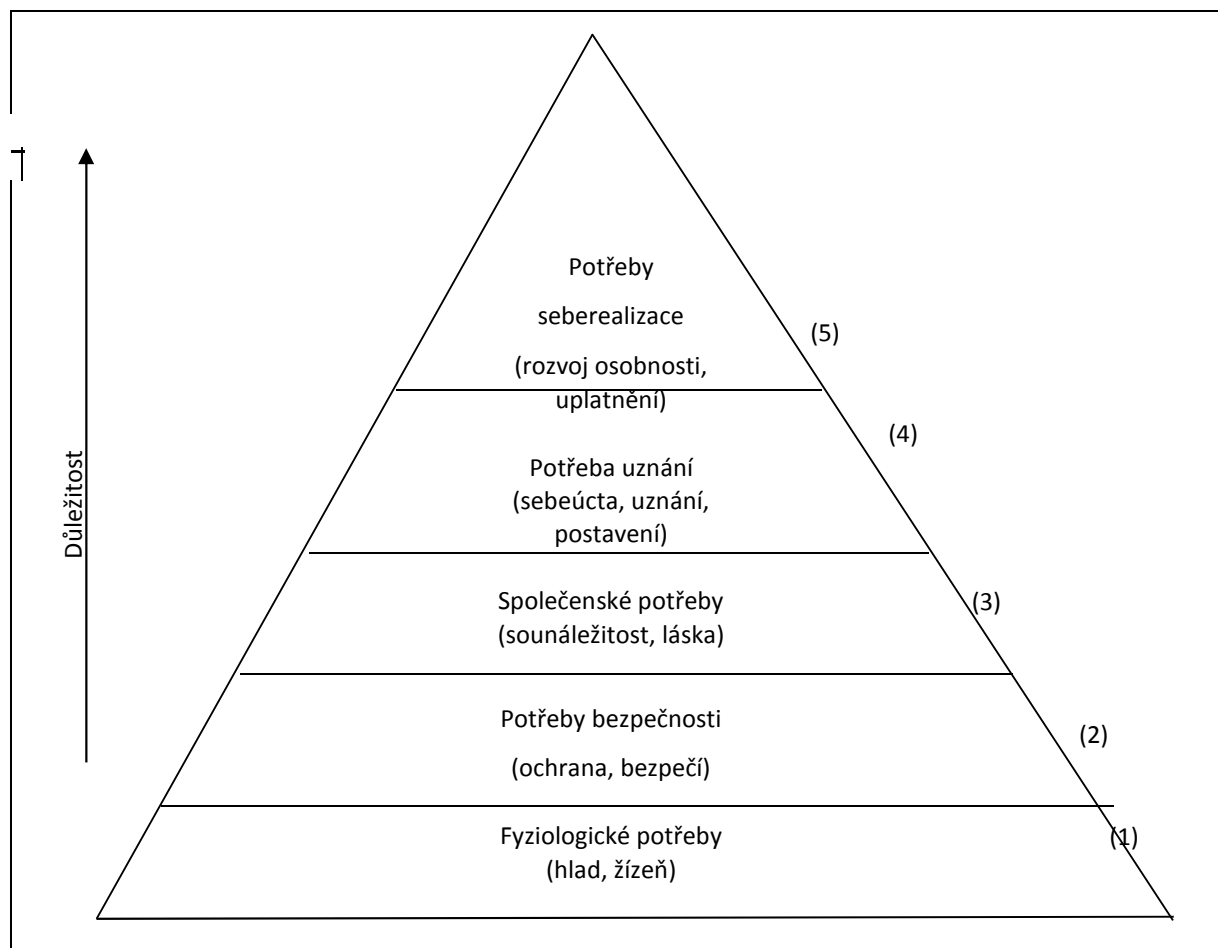 Potřeby
seberealizace
(rozvoj osobnosti,
uplatnění)
(5)
(4)
Potřeba uznání
(sebeúcta, uznání,
postavení)
Důležitost
Společenské potřeby
(sounáležitost, láska)
(3)
Potřeby bezpečnosti
(ochrana, bezpečí)
(2)
Fyziologické potřeby
(hlad, žízeň)
(1)